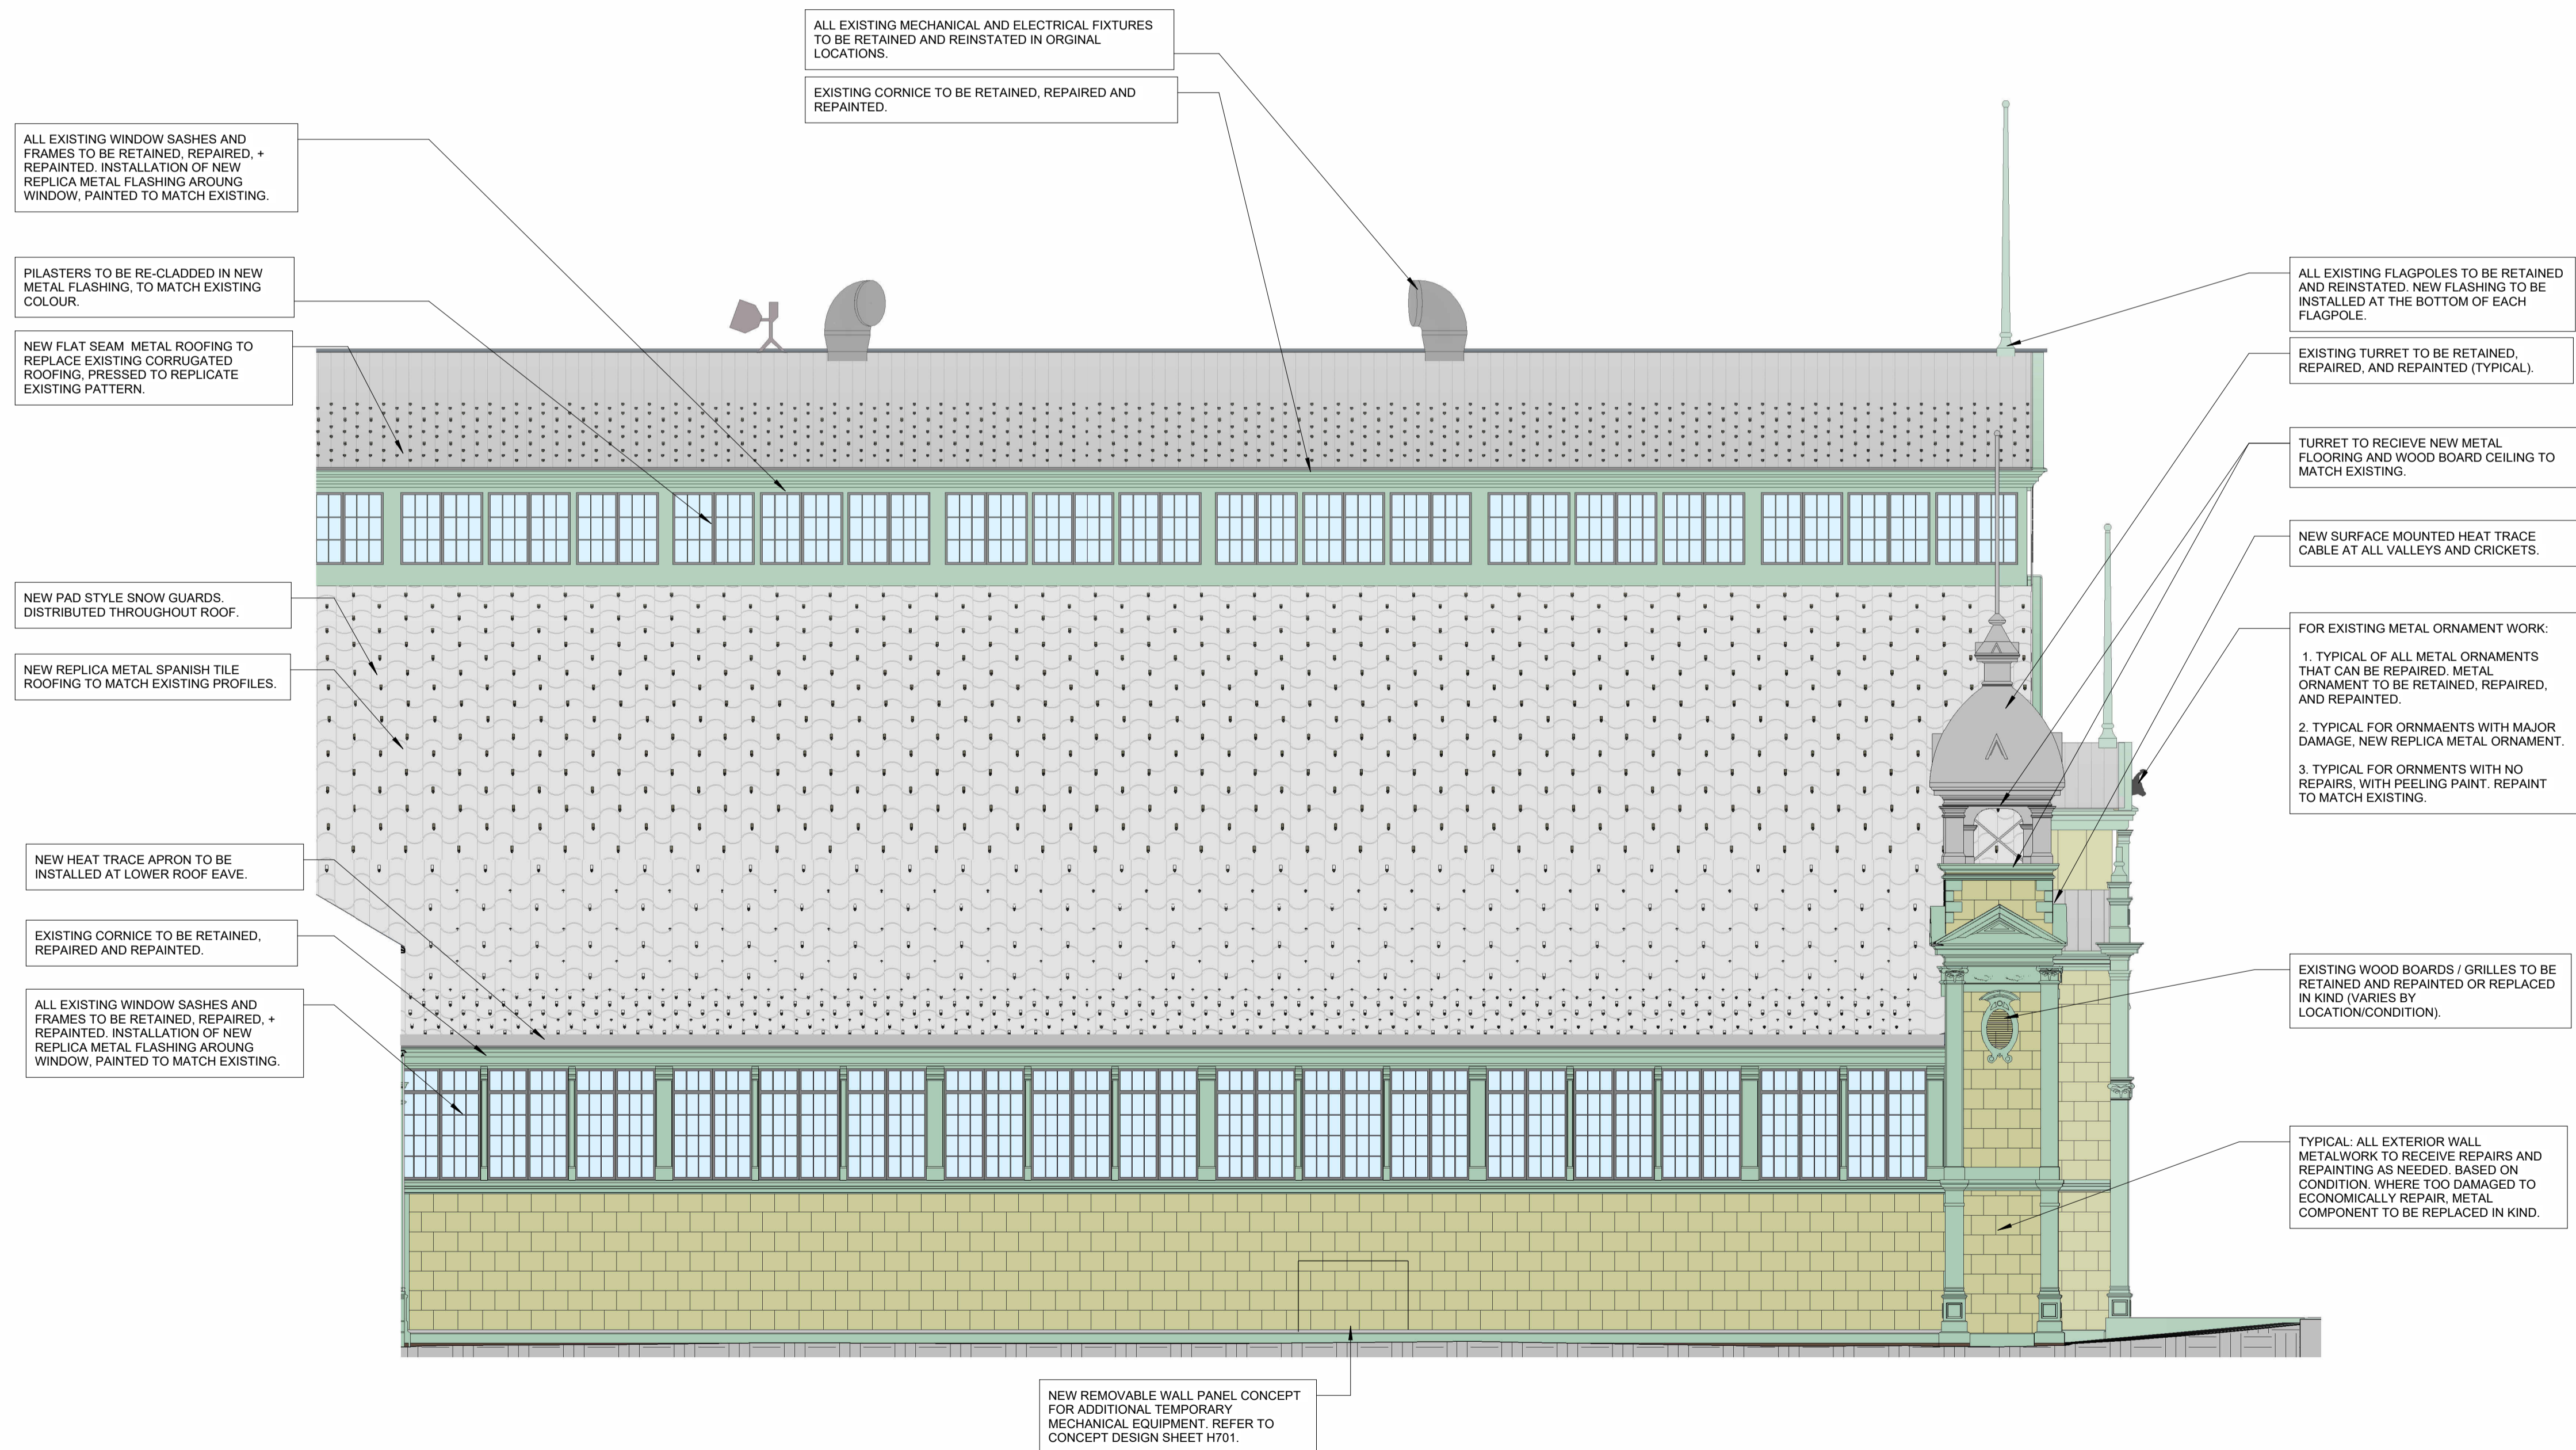 ALL EXISTING MECHANICAL AND ELECTRICAL FIXTURES
TO BE RETAINED AND REINSTATED IN ORGINAL
LOCATIONS.
EXISTING CORNICE TO BE RETAINED, REPAIRED AND
REPAINTED.
ALL EXISTING WINDOW SASHES AND
FRAMES TO BE RETAINED, REPAIRED, +
REPAINTED. INSTALLATION OF NEW
REPLICA METAL FLASHING AROUNG
WINDOW, PAINTED TO MATCH EXISTING.
PILASTERS TO BE RE-CLADDED IN NEW
METAL FLASHING, TO MATCH EXISTING
COLOUR.
NEW FLAT SEAM METAL ROOFING TO
REPLACE EXISTING CORRUGATED
ROOFING, PRESSED TO REPLICATE
EXISTING PATTERN.
NEW PAD STYLE SNOW GUARDS.
DISTRIBUTED THROUGHOUT ROOF.
NEW REPLICA METAL SPANISH TILE
ROOFING TO MATCH EXISTING PROFILES.
NEW HEAT TRACE APRON TO BE
INSTALLED AT LOWER ROOF EAVE.
EXISTING CORNICE TO BE RETAINED,
REPAIRED AND REPAINTED.
ALL EXISTING WINDOW SASHES AND
FRAMES TO BE RETAINED, REPAIRED, +
REPAINTED. INSTALLATION OF NEW
REPLICA METAL FLASHING AROUNG
WINDOW, PAINTED TO MATCH EXISTING.
ALL EXISTING FLAGPOLES TO BE RETAINED
AND REINSTATED. NEW FLASHING TO BE
INSTALLED AT THE BOTTOM OF EACH
FLAGPOLE.
EXISTING TURRET TO BE RETAINED,
REPAIRED, AND REPAINTED (TYPICAL).
TURRET TO RECIEVE NEW METAL
FLOORING AND WOOD BOARD CEILING TO
MATCH EXISTING.
NEW SURFACE MOUNTED HEAT TRACE
CABLE AT ALL VALLEYS AND CRICKETS.
FOR EXISTING METAL ORNAMENT WORK:
1. TYPICAL OF ALL METAL ORNAMENTS
THAT CAN BE REPAIRED. METAL
ORNAMENT TO BE RETAINED, REPAIRED,
AND REPAINTED.
2. TYPICAL FOR ORNMAENTS WITH MAJOR
DAMAGE, NEW REPLICA METAL ORNAMENT.
3. TYPICAL FOR ORNMENTS WITH NO
REPAIRS, WITH PEELING PAINT. REPAINT
TO MATCH EXISTING.
EXISTING WOOD BOARDS / GRILLES TO BE
RETAINED AND REPAINTED OR REPLACED
IN KIND (VARIES BY
LOCATION/CONDITION).
TYPICAL: ALL EXTERIOR WALL
METALWORK TO RECEIVE REPAIRS AND
REPAINTING AS NEEDED. BASED ON
CONDITION. WHERE TOO DAMAGED TO
ECONOMICALLY REPAIR, METAL
COMPONENT TO BE REPLACED IN KIND.
NEW REMOVABLE WALL PANEL CONCEPT
FOR ADDITIONAL TEMPORARY
MECHANICAL EQUIPMENT. REFER TO
CONCEPT DESIGN SHEET H701.